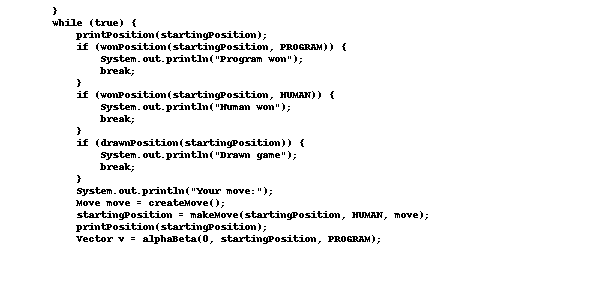 }
while (true) {
printPosition(startingPosition);
if (wonPosition(startingPosition, PROGRAM)) {
System.out.println("Program won");
break;
}
if (wonPosition(startingPosition, HUMAN)) {
System.out.println("Human won");
break;
}
if (drawnPosition(startingPosition)) {
System.out.println("Drawn game");
break;
}
System.out.println("Your move:");
Move move = createMove();
startingPosition = makeMove(startingPosition, HUMAN, move);
printPosition(startingPosition);
Vector v = alphaBeta(0, startingPosition, PROGRAM);